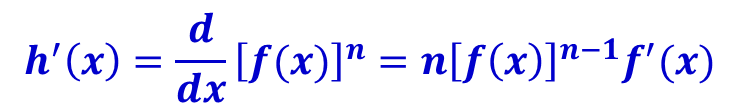 h′(x) = d/dx [f(x)]ⁿ = n[f(x)]ⁿ⁻¹f′(x)